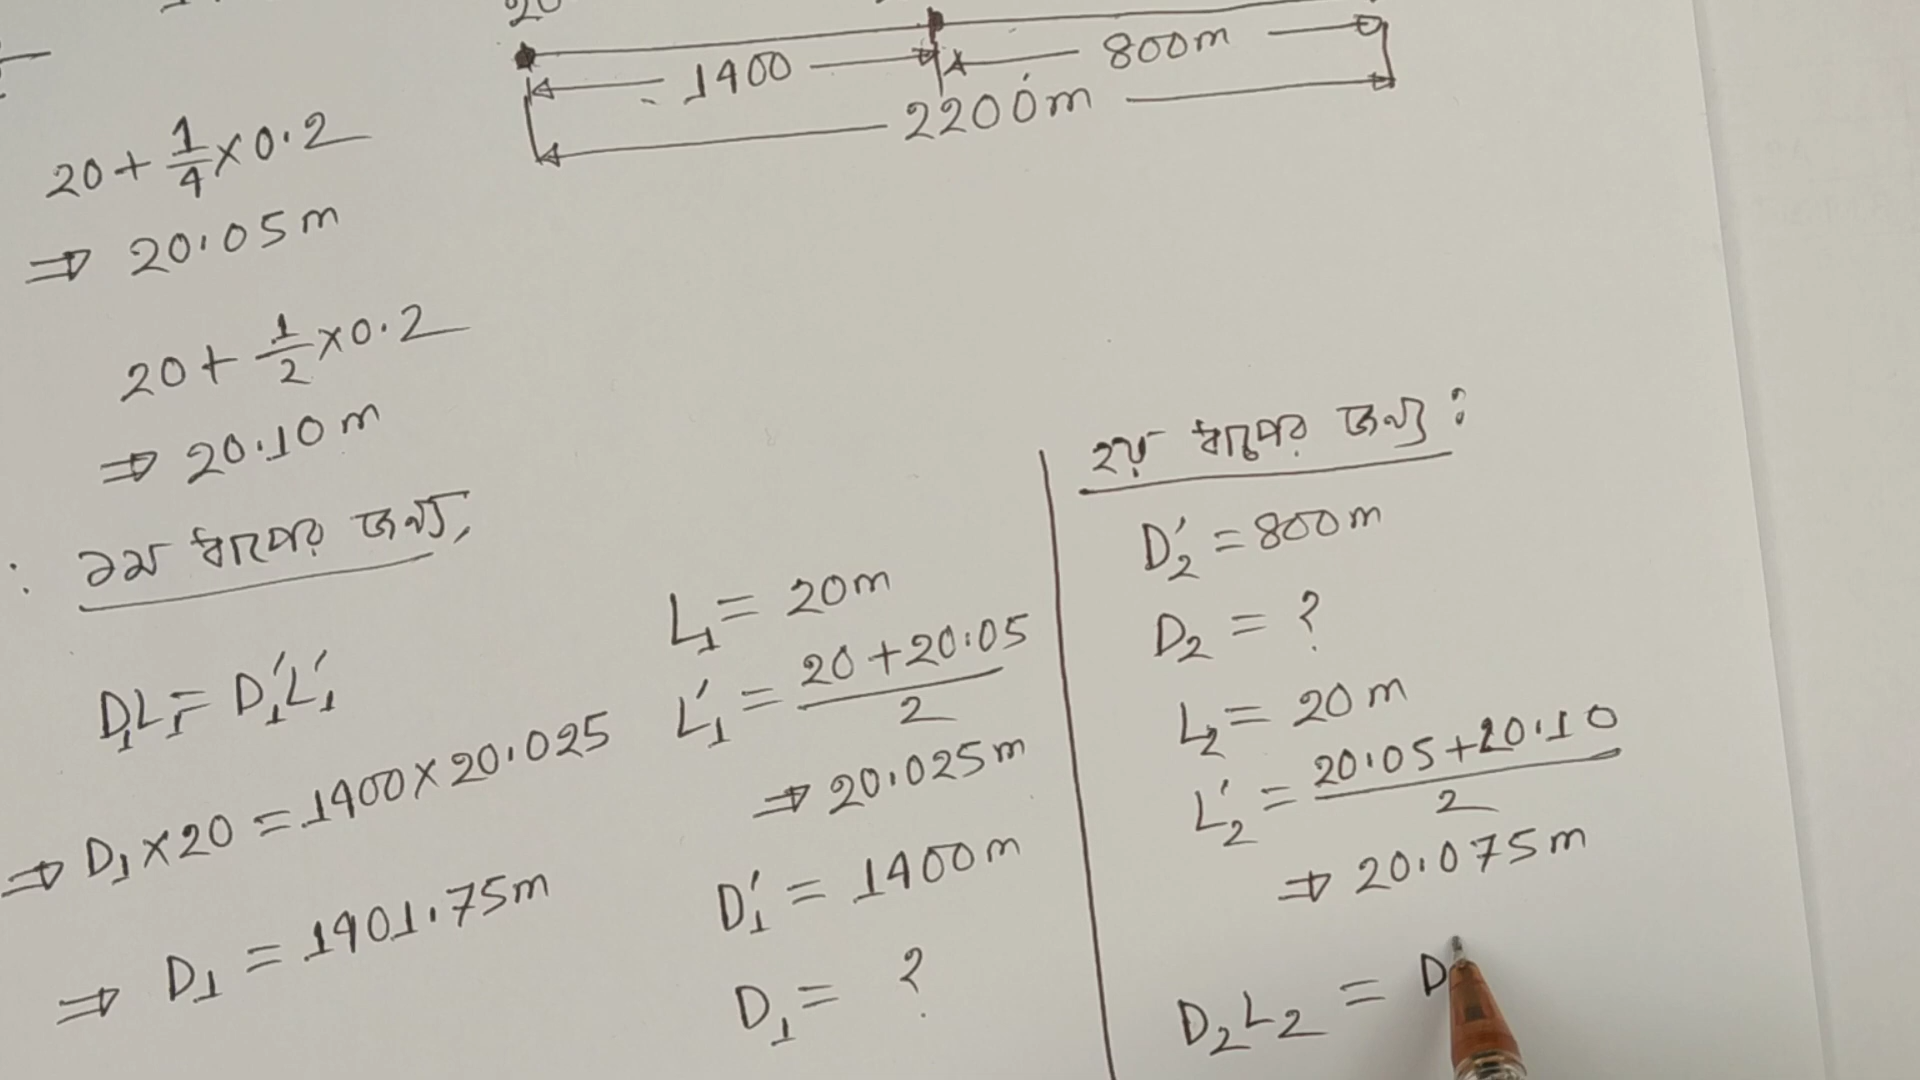 20
1400
800m
2200m
20 + 1/4 × 0.2
⇒ 20.05m
20 + 1/2 × 0.2
⇒ 20.10m
: ১ম ধাপের জন্য,
D₁L₁ = D₁'L₁'
⇒ D₁ × 20 = 1400 × 20.025
⇒ D₁ = 1401.75m
L₁ = 20m
L₁' = (20 + 20.05)/2
⇒ 20.025m
D₁' = 1400m
D₁ = ?
২য় ধাপের জন্য :
D₂' = 800m
D₂ = ?
L₂ = 20m
L₂' = (20.05 + 20.10)/2
⇒ 20.075m
D₂L₂ = D